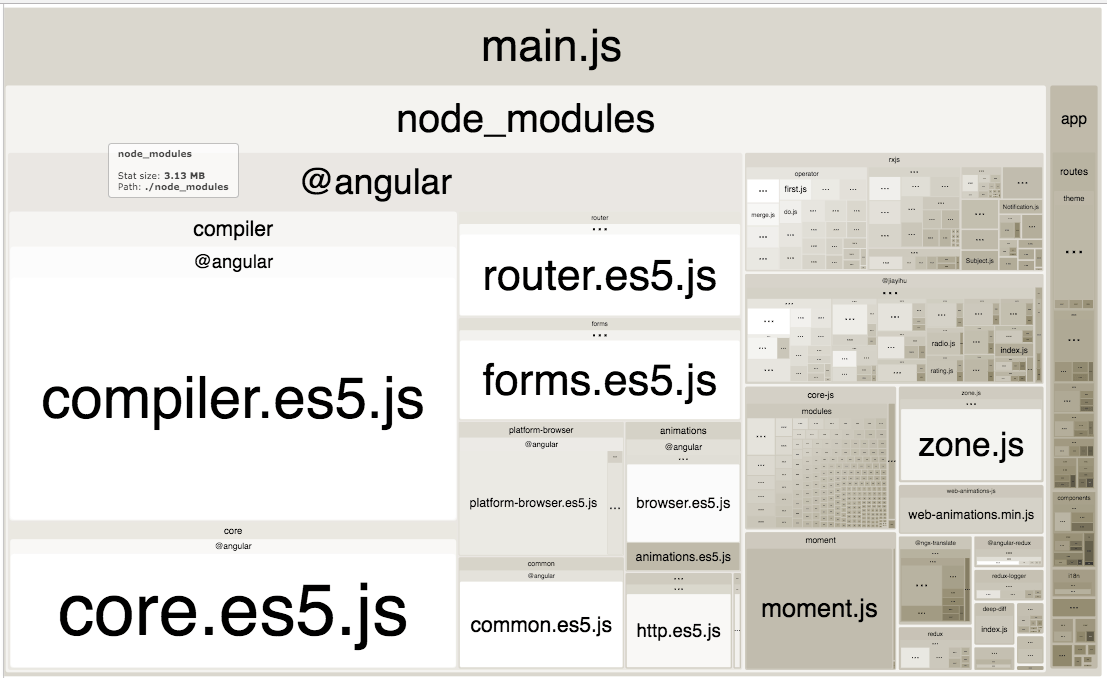 main.js
node_modules
app
node_modules
Stat size: 3.13 MB
Path: ./node_modules
@angular
compiler
@angular
compiler.es5.js
core
@angular
core.es5.js
router
...
router.es5.js
forms
...
forms.es5.js
platform-browser
@angular
platform-browser.es5.js
...
common
@angular
common.es5.js
animations
@angular
...
browser.es5.js
animations.es5.js
...
...
http.es5.js
rxjs
operator
...
first.js
merge.js
do.js
Notification.js
Subject.js
@jiayihu
...
radio.js
index.js
rating.js
core-js
modules
zone.js
...
zone.js
web-animations-js
web-animations.min.js
moment
moment.js
@ngx-translate
...
@angular-redux
redux-logger
deep-diff
index.js
redux
routes
theme
...
...
components
i18n